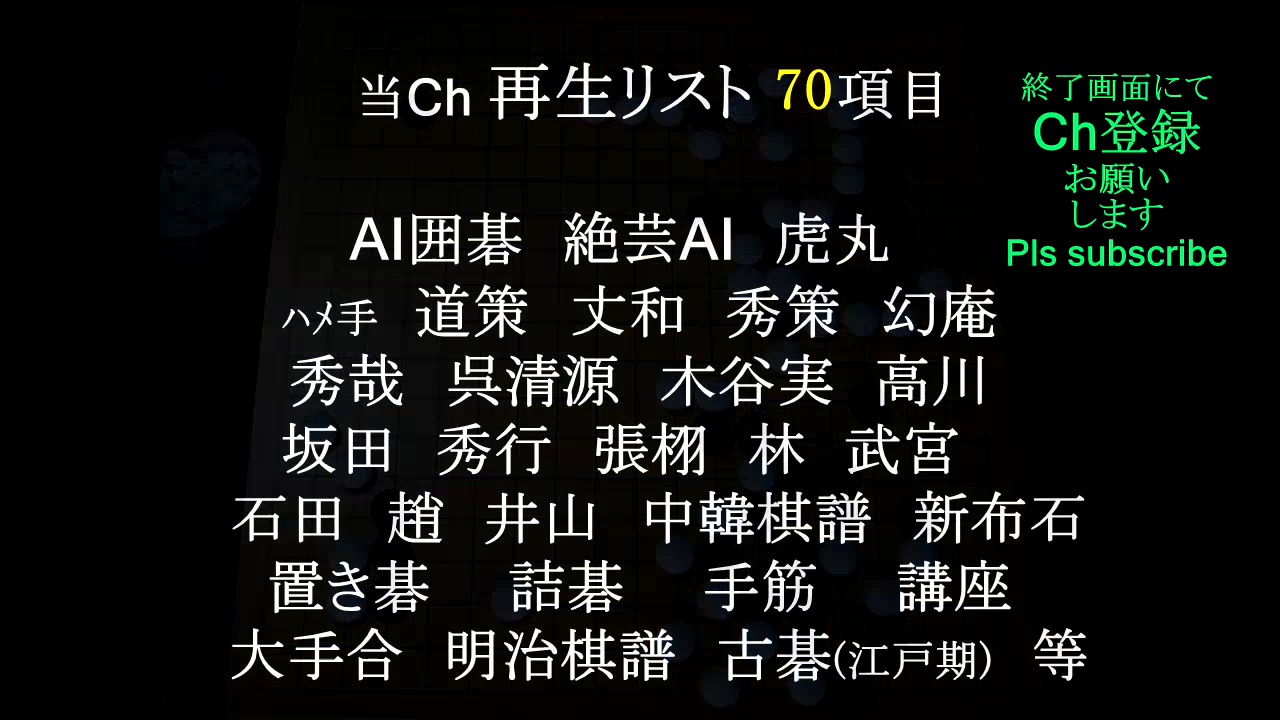 当Ch 再生リスト 70項目
終了画面にて
Ch登録
お願い
します
Pls subscribe
AI囲碁 絶芸AI 虎丸
ハメ手 道策 丈和 秀策 幻庵
秀哉 呉清源 木谷実 高川
坂田 秀行 張栩 林 武宮
石田 趙 井山 中韓棋譜 新布石
置き碁 詰碁 手筋 講座
大手合 明治棋譜 古碁(江戸期) 等